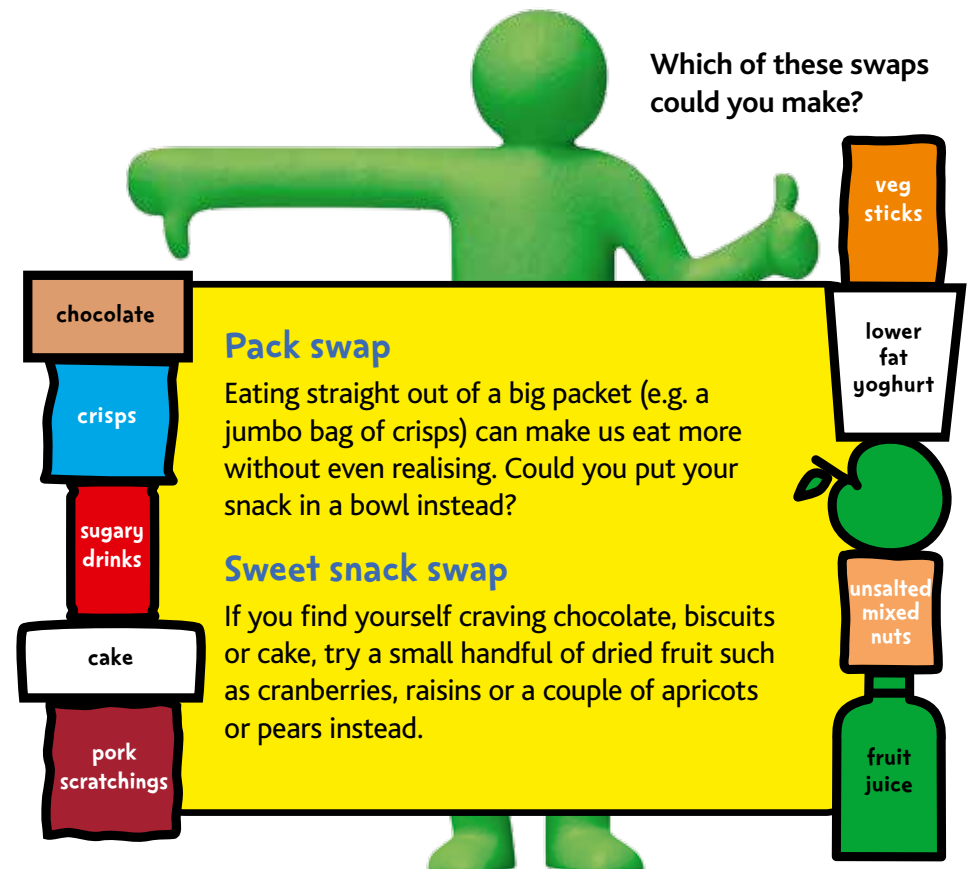 Which of these swaps
could you make?
chocolate
crisps
sugary
drinks
cake
pork
scratchings
Pack swap
Eating straight out of a big packet (e.g. a
jumbo bag of crisps) can make us eat more
without even realising. Could you put your
snack in a bowl instead?
Sweet snack swap
If you find yourself craving chocolate, biscuits
or cake, try a small handful of dried fruit such
as cranberries, raisins or a couple of apricots
or pears instead.
veg
sticks
lower
fat
yoghurt
unsalted
mixed
nuts
fruit
juice